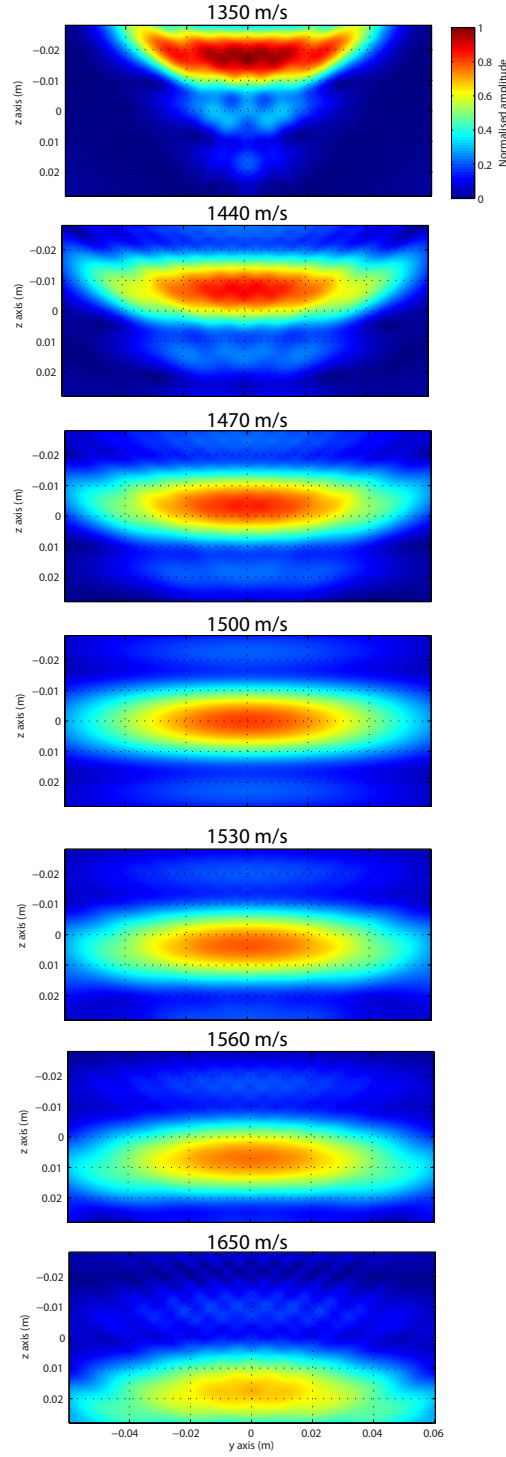 1350 m/s
z axis (m)
−0.02
−0.01
0
0.01
0.02
1
0.8
0.6
0.4
0.2
0
Normalised amplitude
1440 m/s
z axis (m)
−0.02
−0.01
0
0.01
0.02
1470 m/s
z axis (m)
−0.02
−0.01
0
0.01
0.02
1500 m/s
z axis (m)
−0.02
−0.01
0
0.01
0.02
1530 m/s
z axis (m)
−0.02
−0.01
0
0.01
0.02
1560 m/s
z axis (m)
−0.02
−0.01
0
0.01
0.02
1650 m/s
z axis (m)
−0.02
−0.01
0
0.01
0.02
−0.04 −0.02 0 0.02 0.04 0.06
y axis (m)